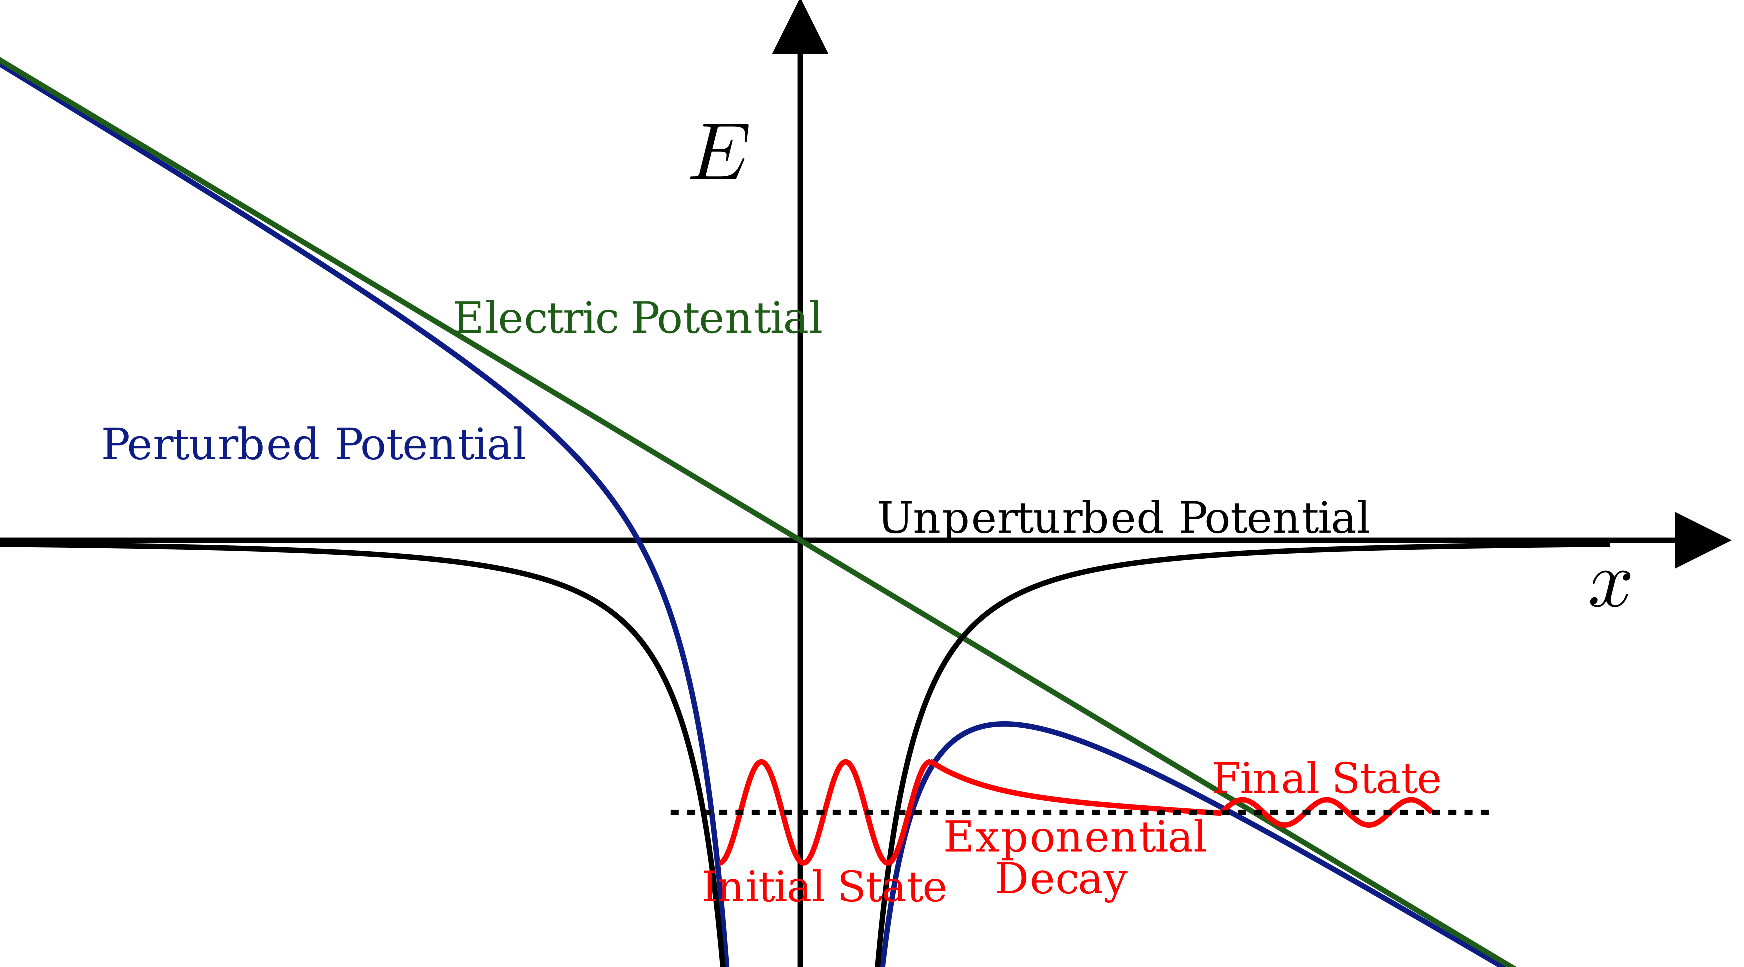 E
Electric Potential
Perturbed Potential
Unperturbed Potential
x
Final State
Exponential
Decay
Initial State